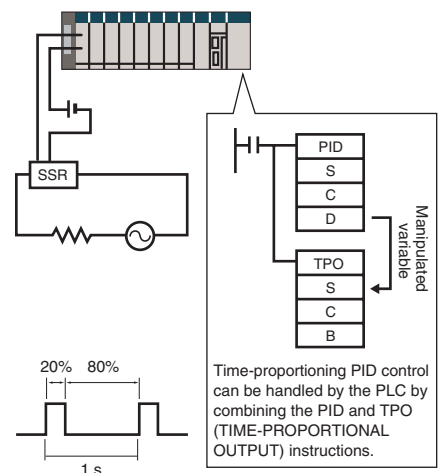 SSR
PID
S
C
D
Manipulated
variable
TPO
S
C
B
Time-proportioning PID control
can be handled by the PLC by
combining the PID and TPO
(TIME-PROPORTIONAL
OUTPUT) instructions.
20% 80%
1 s